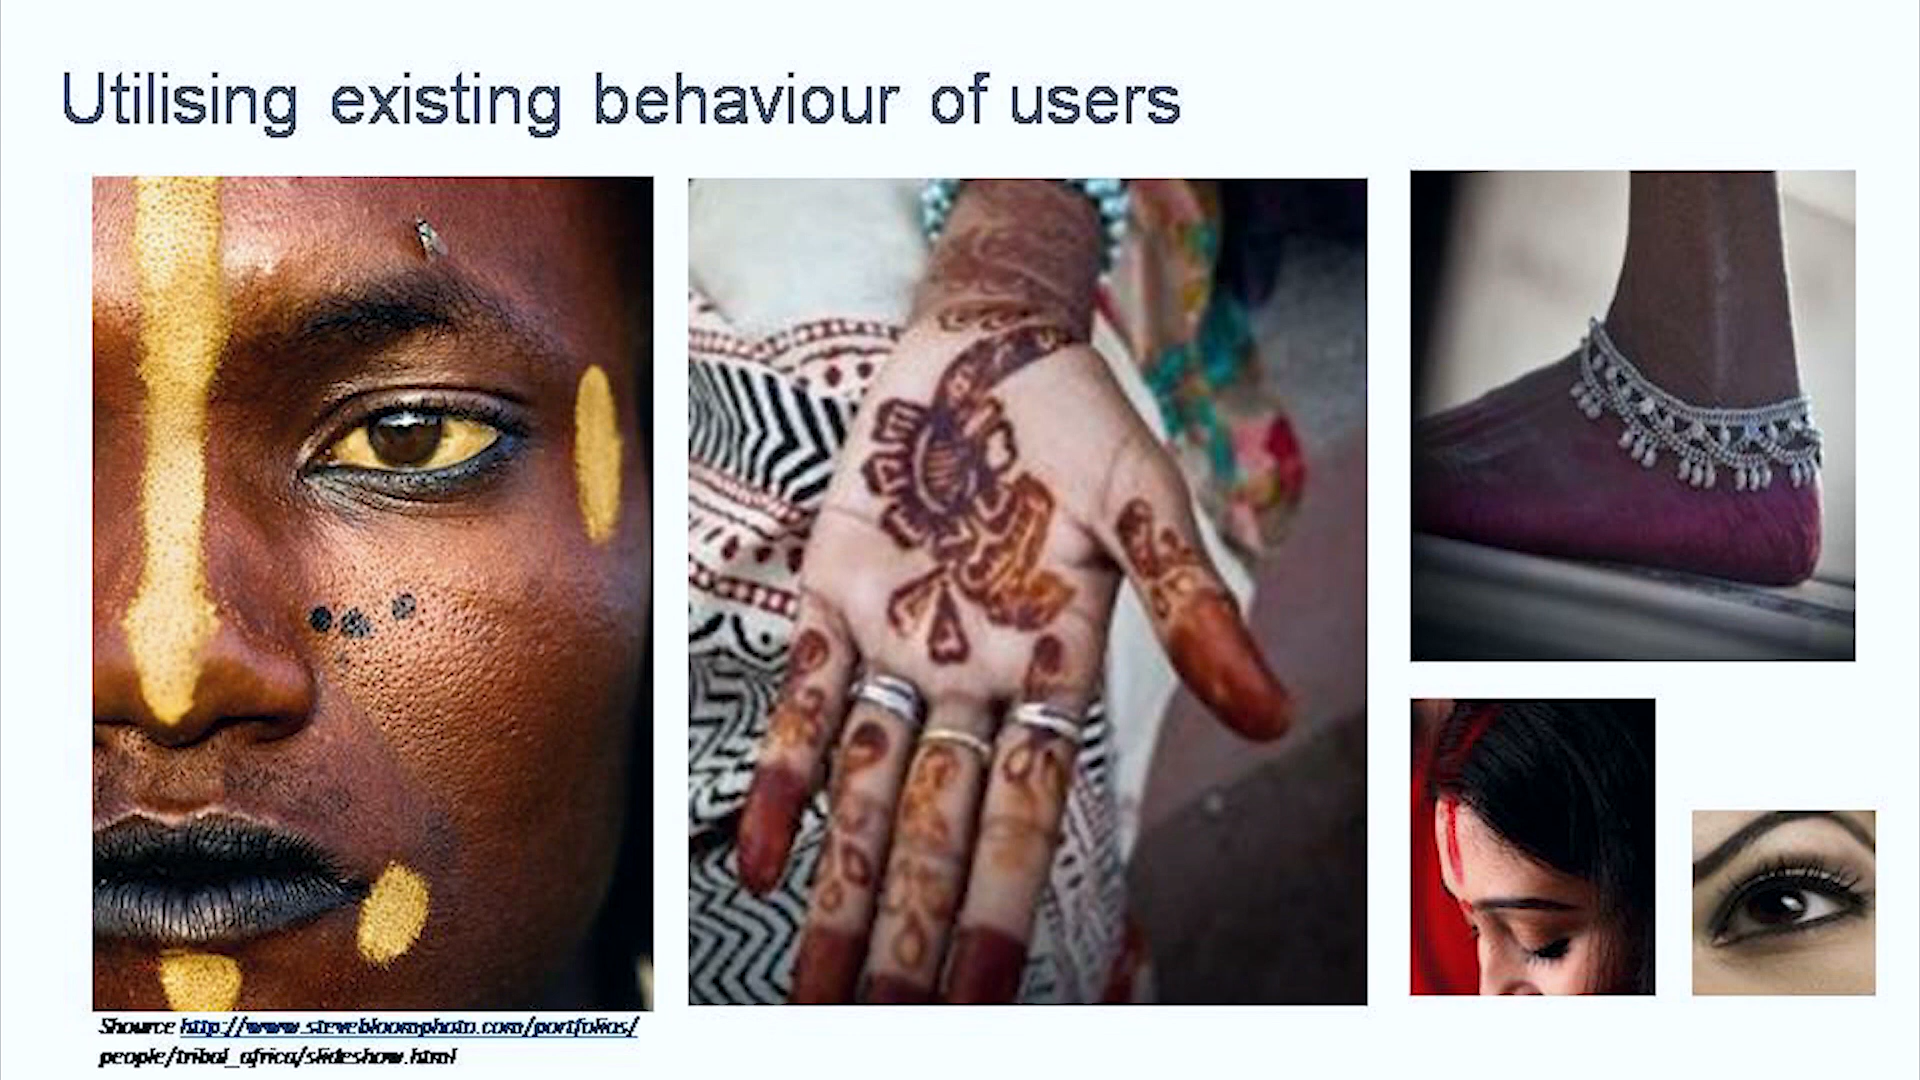 Utilising existing behaviour of users
Shource http://www.stevebloomphoto.com/portfolios/
people/tribal_africa/slideshow.html